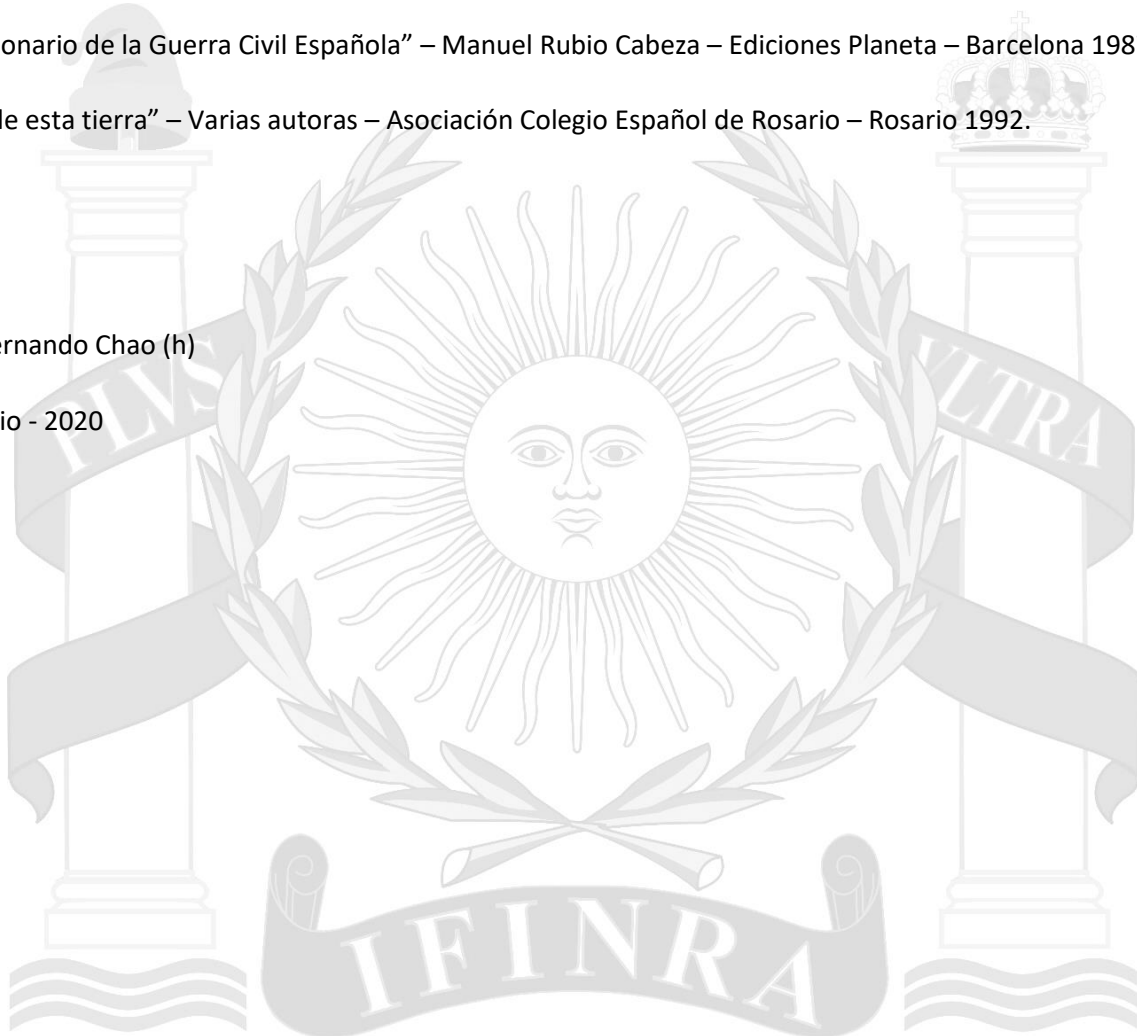 onario de la Guerra Civil Española” – Manuel Rubio Cabeza – Ediciones Planeta – Barcelona 198
de esta tierra” – Varias autoras – Asociación Colegio Español de Rosario – Rosario 1992.
ernando Chao (h)
io - 2020
PLVS
VLTRA
IFINRA